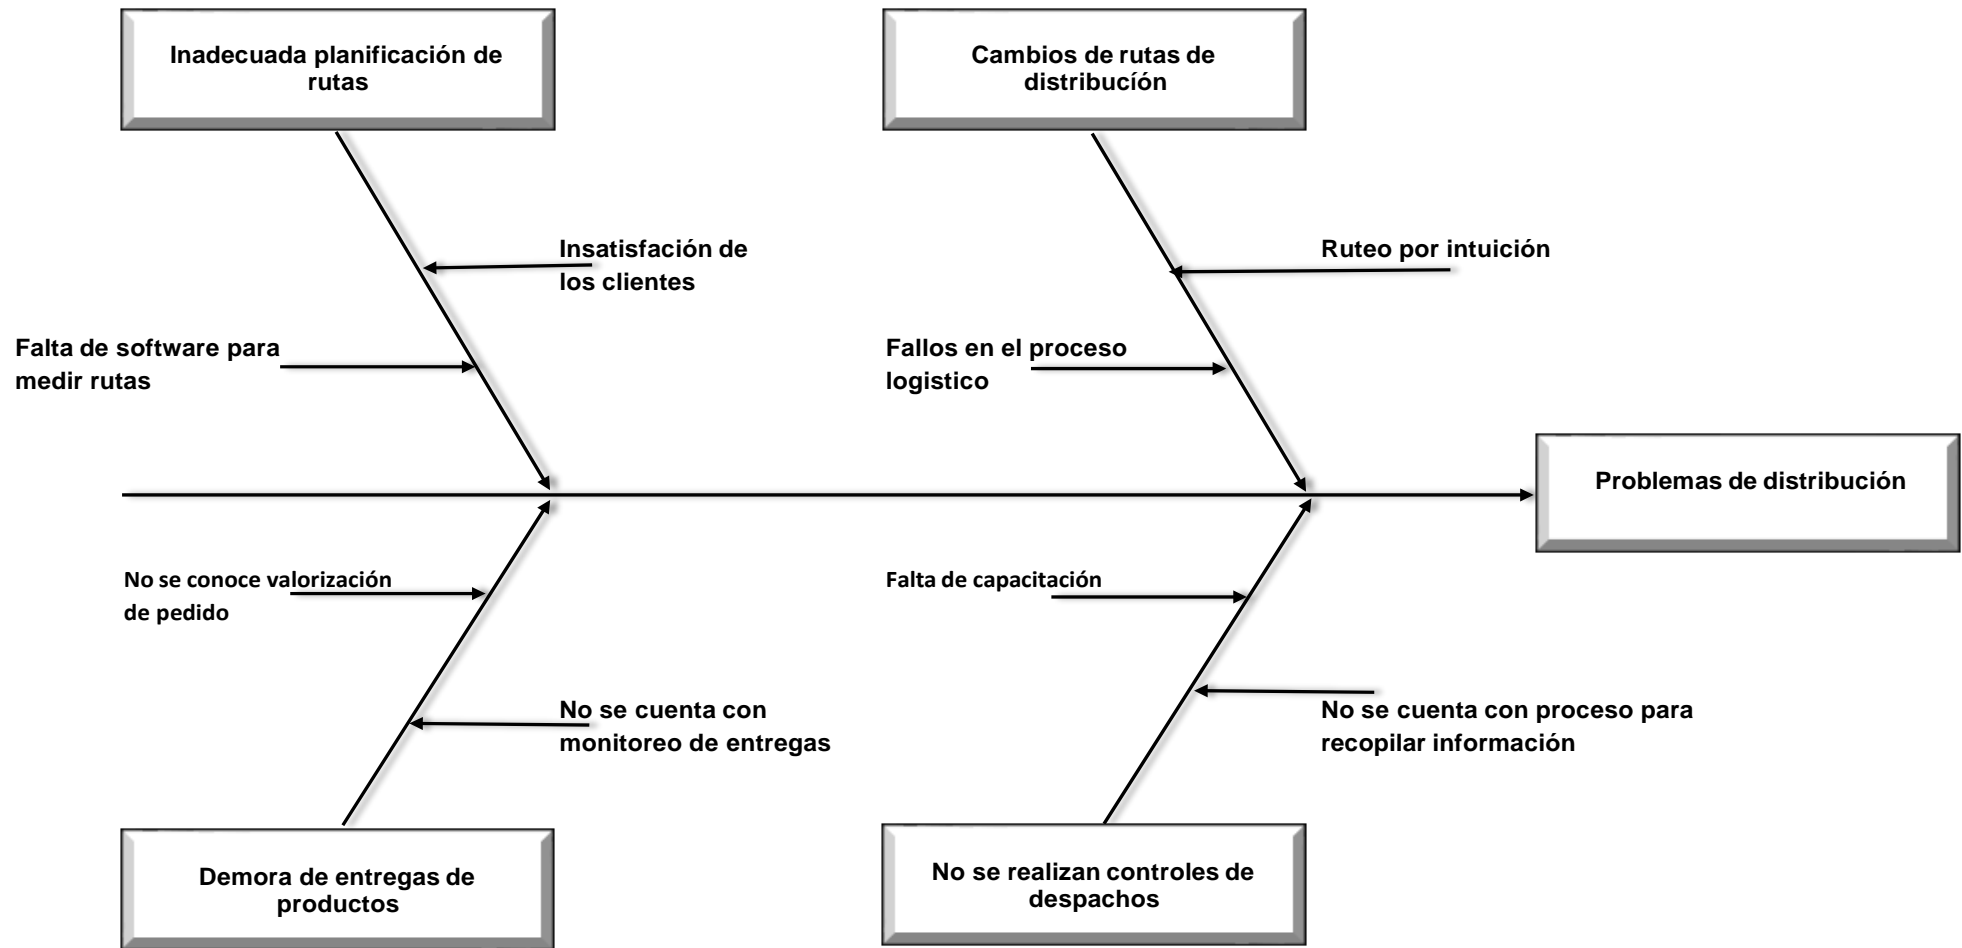 Inadecuada planificación de
rutas
Cambios de rutas de
distribucíón
Insatisfación de
los clientes
Ruteo por intuición
Falta de software para
medir rutas
Fallos en el proceso
logistico
Problemas de distribución
No se conoce valorización
de pedido
Falta de capacitación
No se cuenta con
monitoreo de entregas
No se cuenta con proceso para
recopilar información
Demora de entregas de
productos
No se realizan controles de
despachos